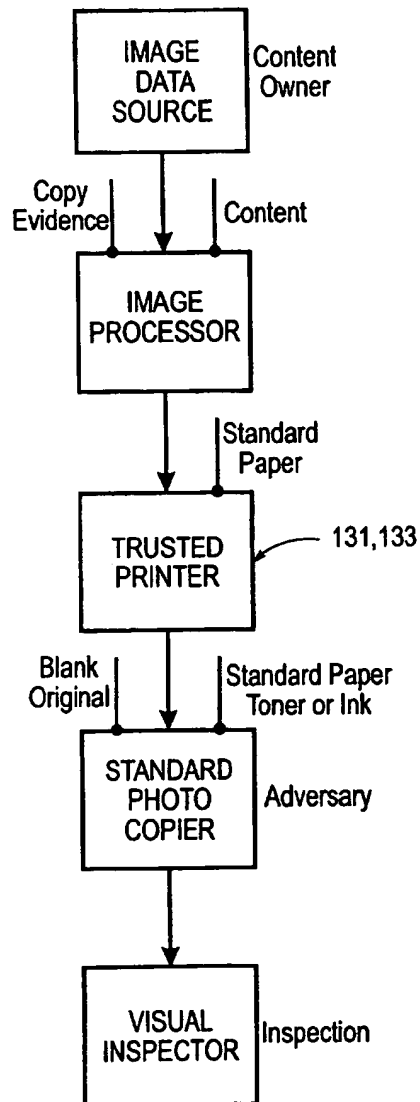 IMAGE
DATA
SOURCE
Content
Owner
Copy
Evidence
Content
IMAGE
PROCESSOR
Standard
Paper
TRUSTED
PRINTER
131,133
Blank
Original
Standard Paper
Toner or Ink
STANDARD
PHOTO
COPIER
Adversary
VISUAL
INSPECTOR
Inspection